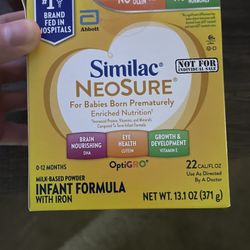 #1
BRAND
FED IN
HOSPITALS
Abbott
Similac®
NEOSURE®
NOT FOR
INDIVIDUAL SALE
For Babies Born Prematurely
Enriched Nutrition†
BRAIN
NOURISHING
DHA
EYE
HEALTH
LUTEIN
GROWTH &
DEVELOPMENT
VITAMIN E
0-12 MONTHS
OptiGRO®
22 CAL/FL OZ
Use As Directed
By A Doctor
MILK-BASED POWDER
INFANT FORMULA
WITH IRON
NET WT. 13.1 OZ (371 g)